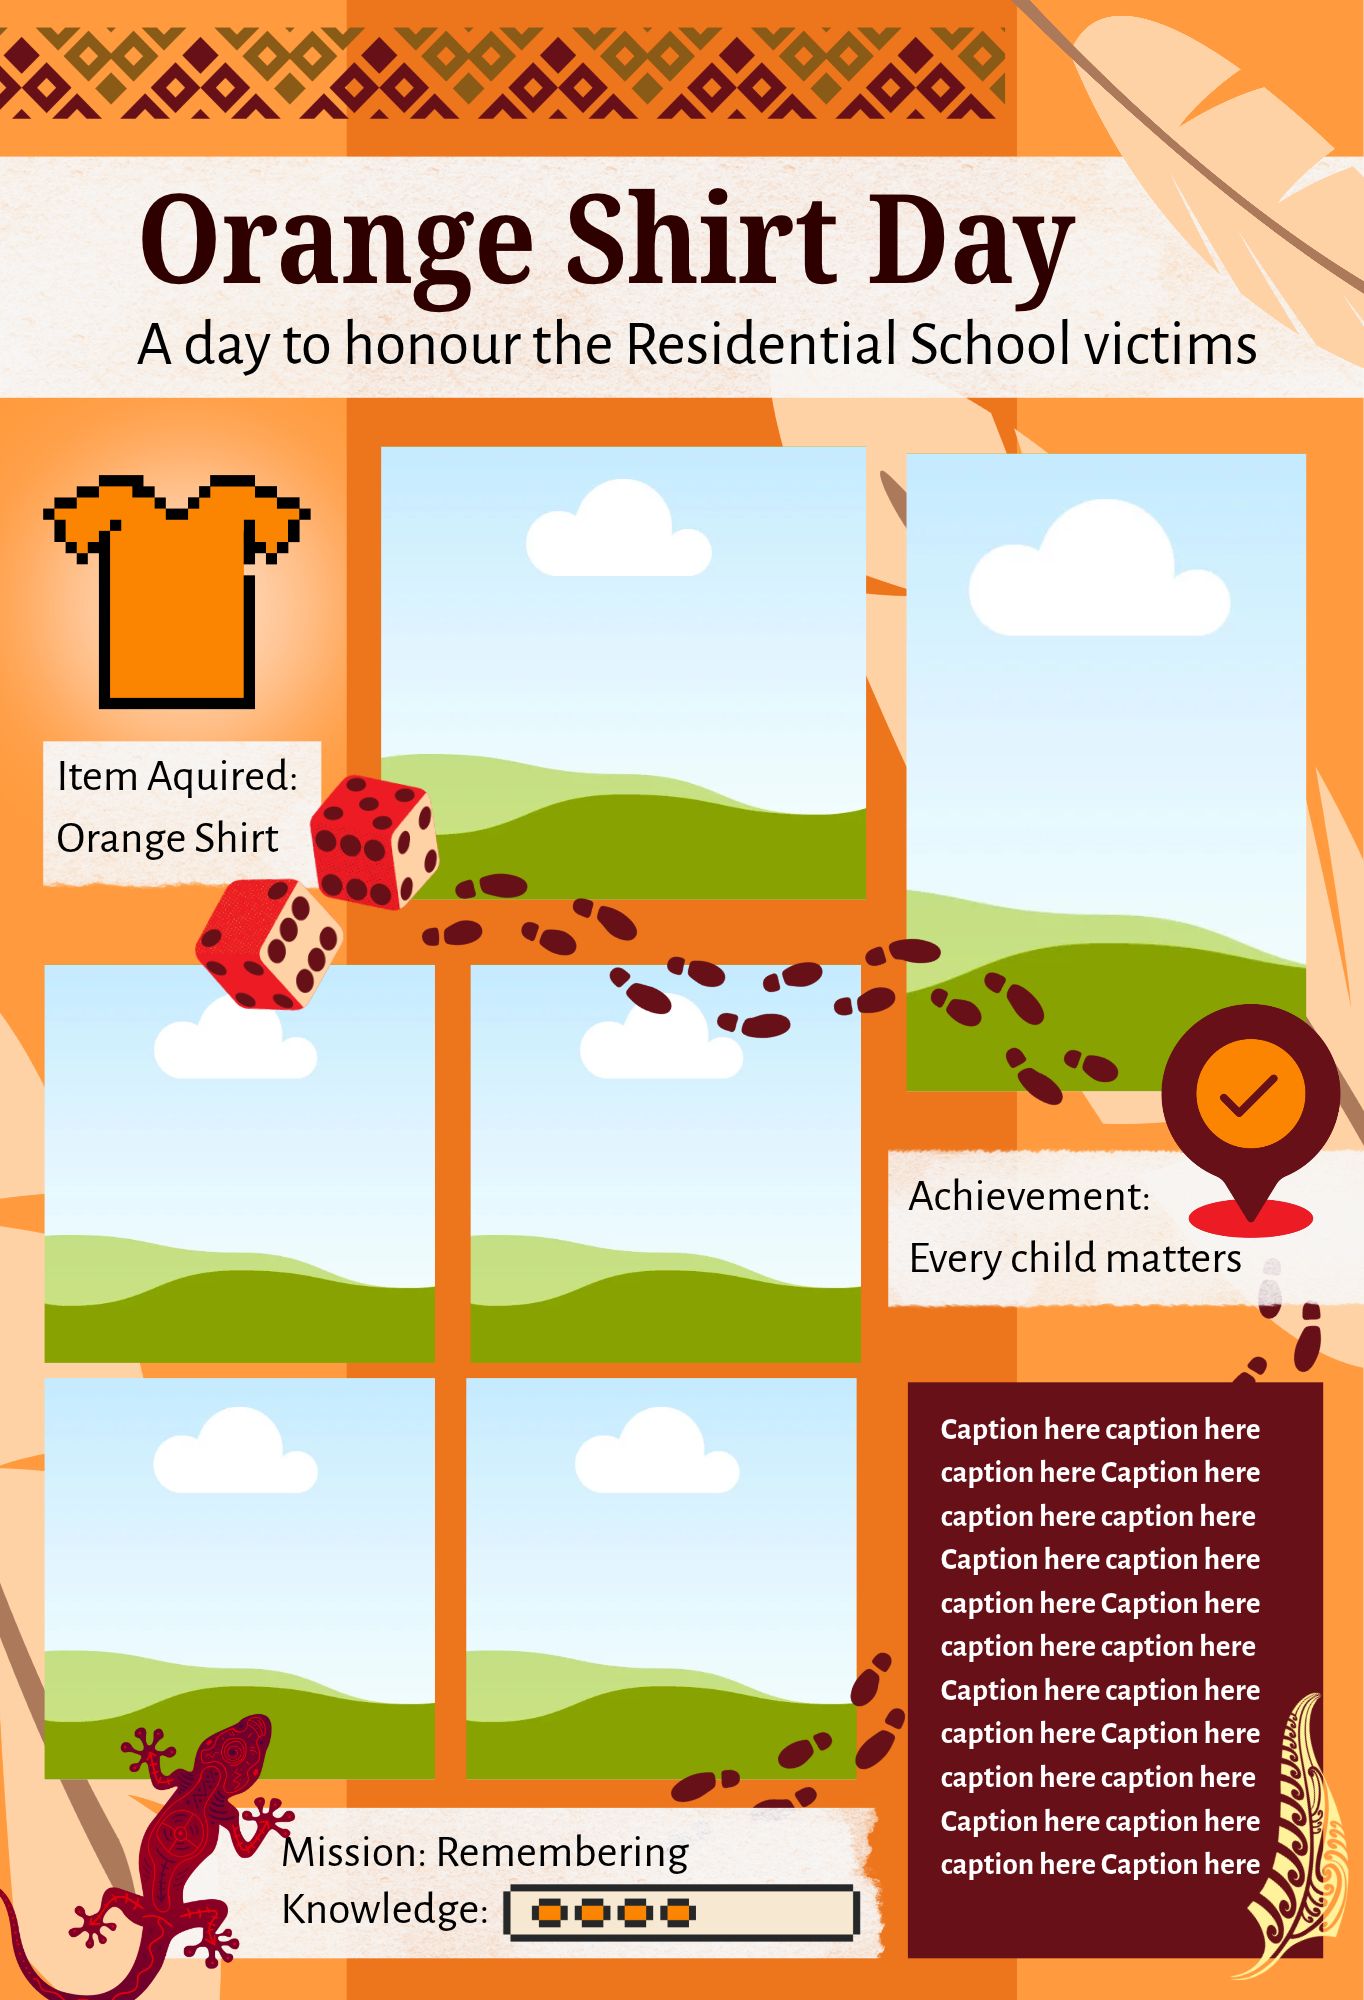 Orange Shirt Day
A day to honour the Residential School victims
Item Aquired:
Orange Shirt
Achievement:
Every child matters
Caption here caption here
caption here Caption here
caption here caption here
Caption here caption here
caption here Caption here
caption here caption here
Caption here caption here
caption here Caption here
caption here caption here
Caption here caption here
caption here Caption here
Mission: Remembering
Knowledge: